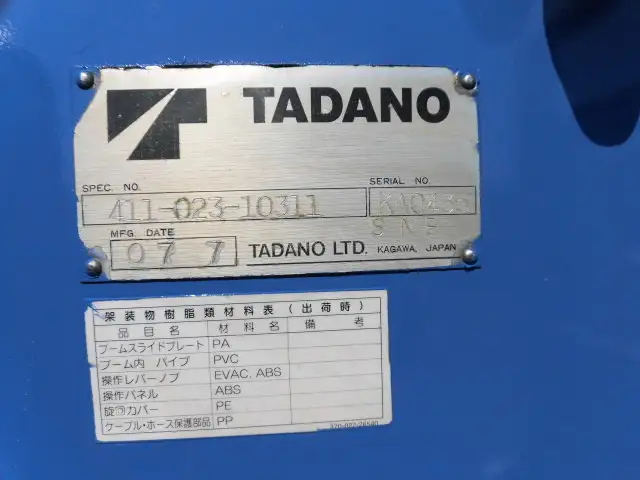 TADANO
SPEC. NO.
SERIAL NO.
411-023-10311
MFG. DATE
07 7
TADANO LTD. KAGAWA, JAPAN
架装物樹脂類材料表(出荷時)
品目名 材料名 備考
ブームスライドプレート PA
ブーム内 パイプ PVC
操作レバーノブ EVAC, ABS
操作パネル ABS
カバー PE
ケーブル・ホース保護部品 PP